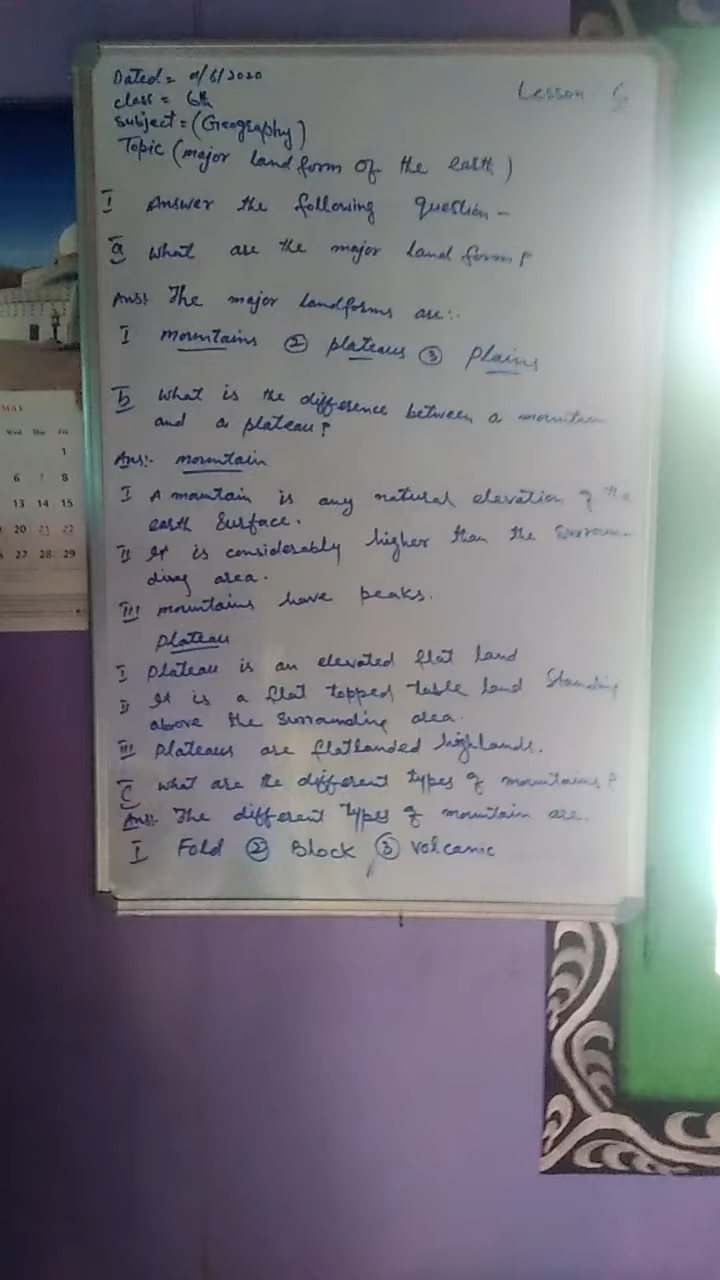 Dated = 01/6/2020
class = 6th
Lesson
Subject = (Geography)
Topic (major land form of the earth)
I Answer the following question -
a what are the major land form?
Ans: The major landforms are:-
I mountains ② plateaus ③ Plains
b what is the difference between a mountain
and a plateau?
Ans:- mountain
I A mountain is any natural elevation of the
earth surface.
II It is considerably higher than the surroun-
ding area.
III mountains have peaks.
Plateau
I Plateau is an elevated flat land
II It is a flat topped table land standing
above the surrounding area.
III Plateaus are flatlanded highlands.
C what are the different types of mountains?
Ans: The different types of mountain are.
I Fold ② Block ③ volcanic
MAY
Wed Thu Fri
1
6 7 8
13 14 15
20 21 22
27 28 29